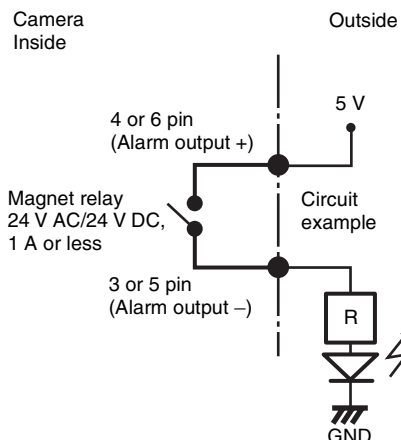 Camera
Inside
Outside
5 V
4 or 6 pin
(Alarm output +)
Magnet relay
24 V AC/24 V DC,
1 A or less
Circuit
example
3 or 5 pin
(Alarm output –)
R
GND